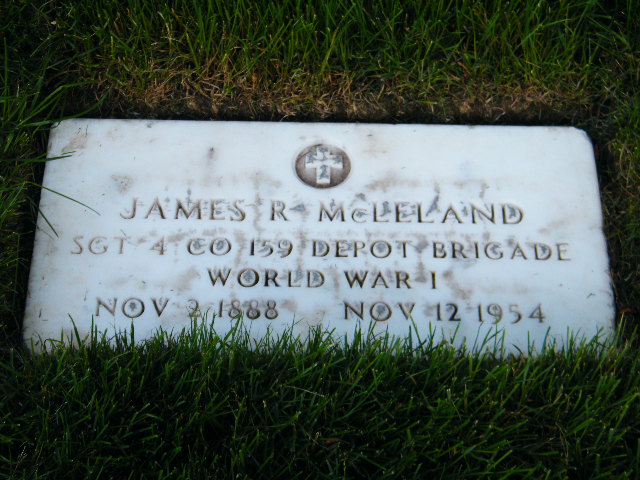 JAMES R McLELAND
SGT 4 CO 159 DEPOT BRIGADE
WORLD WAR I
NOV 2 1888 NOV 12 1954